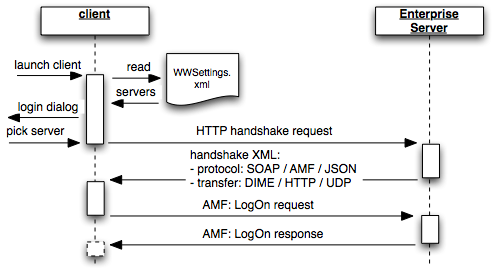 client
Enterprise
Server
launch client
read
WWSettings.
xml
servers
login dialog
pick server
HTTP handshake request
handshake XML:
- protocol: SOAP / AMF / JSON
- transfer: DIME / HTTP / UDP
AMF: LogOn request
AMF: LogOn response